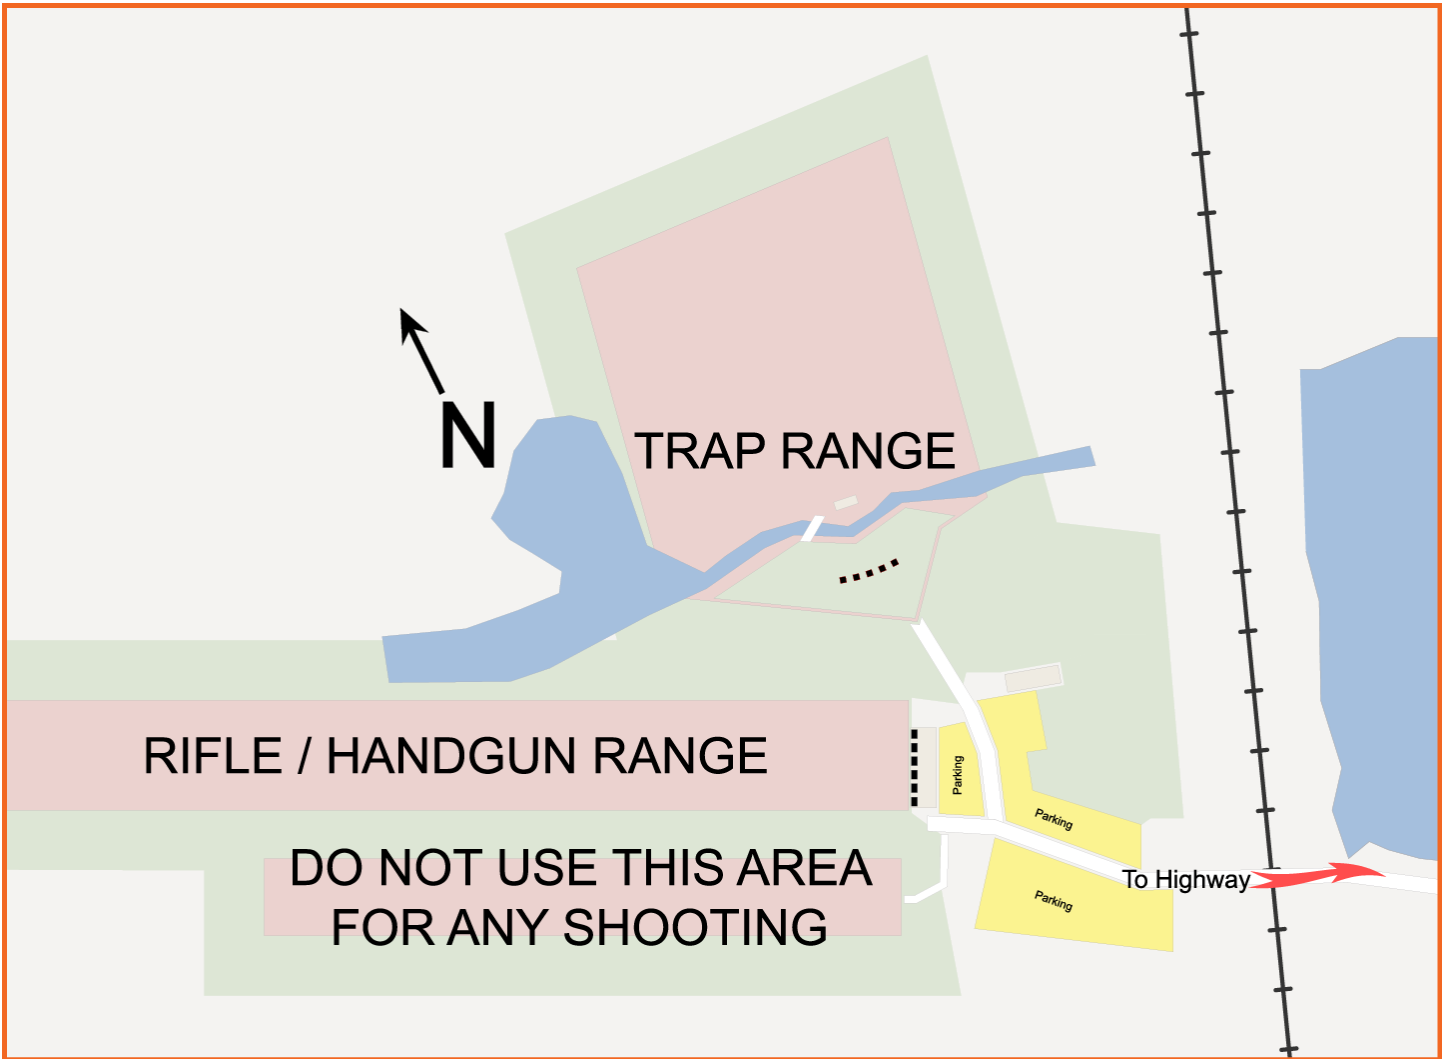 N
TRAP RANGE
RIFLE / HANDGUN RANGE
Parking
Parking
DO NOT USE THIS AREA
FOR ANY SHOOTING
To Highway
Parking